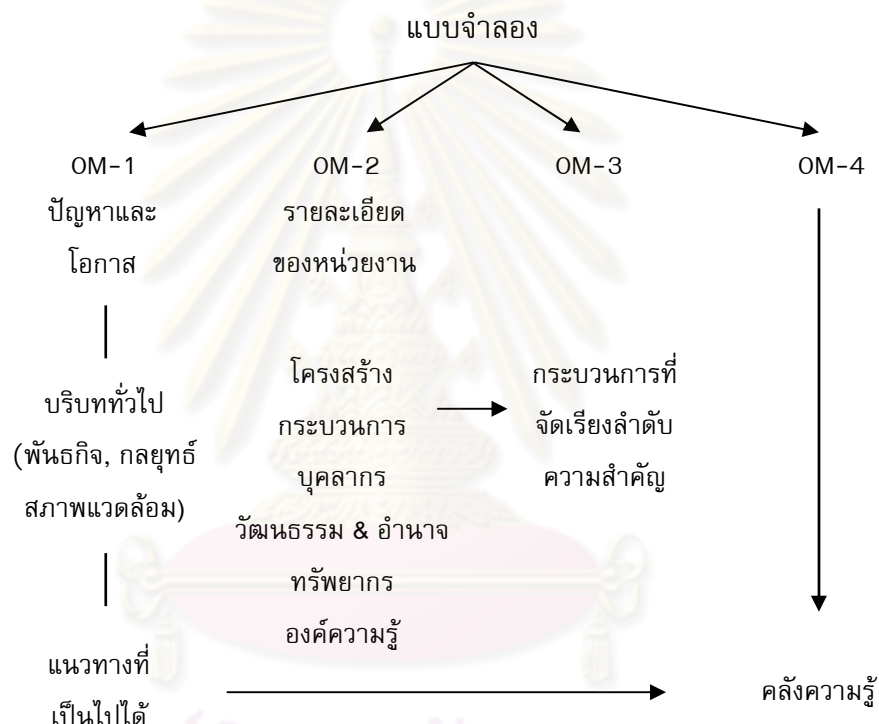 แบบจำลอง
OM-1
ปัญหาและ
โอกาส
บริบททั่วไป
(พันธกิจ, กลยุทธ์
สภาพแวดล้อม)
แนวทางที่
เป็นไปได้
OM-2
รายละเอียด
ของหน่วยงาน
โครงสร้าง
กระบวนการ
บุคลากร
วัฒนธรรม & อำนาจ
ทรัพยากร
องค์ความรู้
OM-3
กระบวนการที่
จัดเรียงลำดับ
ความสำคัญ
OM-4
คลังความรู้